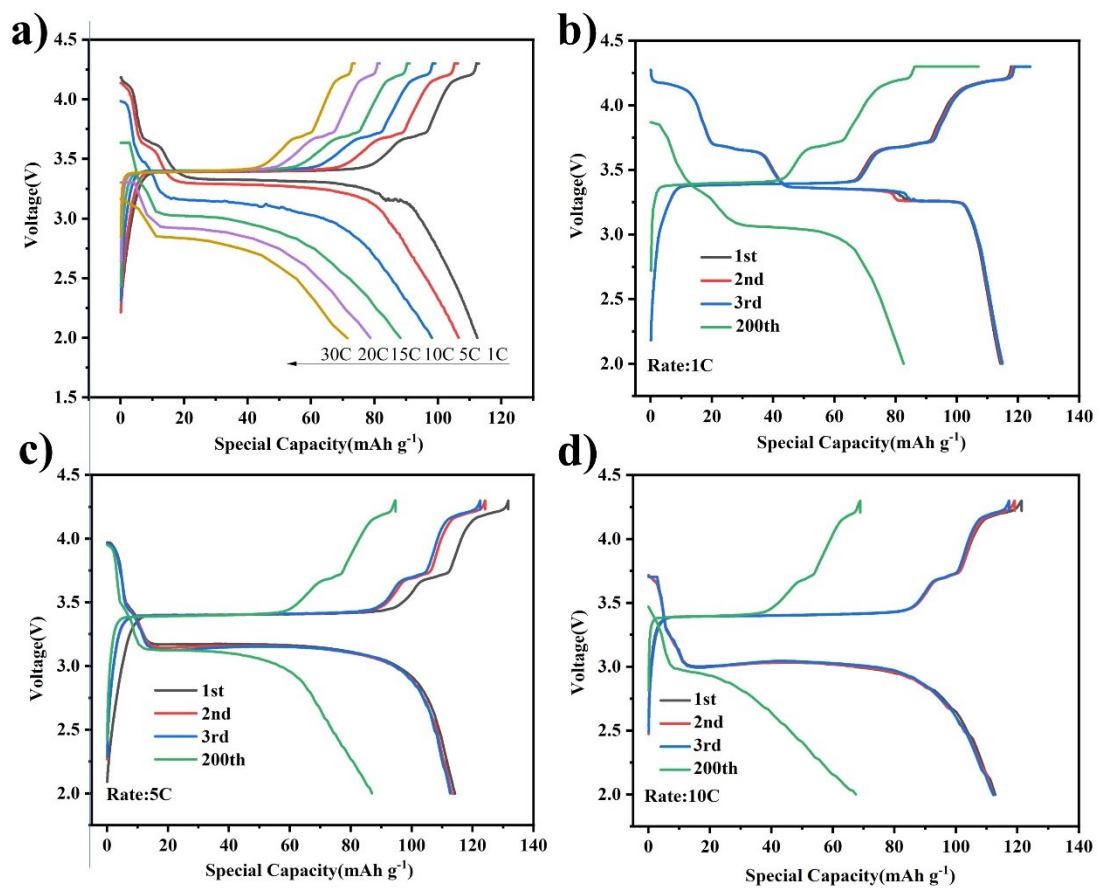 a)
4.5
4.0
3.5
3.0
2.5
2.0
1.5
Voltage(V)
30C 20C 15C 10C 5C 1C
0 20 40 60 80 100 120
Special Capacity(mAh g-1)
b)
4.5
4.0
3.5
3.0
2.5
2.0
Voltage(V)
1st
2nd
3rd
200th
Rate:1C
0 20 40 60 80 100 120 140
Special Capacity(mAh g-1)
c)
4.5
4.0
3.5
3.0
2.5
2.0
Voltage(V)
1st
2nd
3rd
200th
Rate:5C
0 20 40 60 80 100 120 140
Special Capacity(mAh g-1)
d)
4.5
4.0
3.5
3.0
2.5
2.0
Voltage(V)
1st
2nd
3rd
200th
Rate:10C
0 20 40 60 80 100 120 140
Special Capacity(mAh g-1)